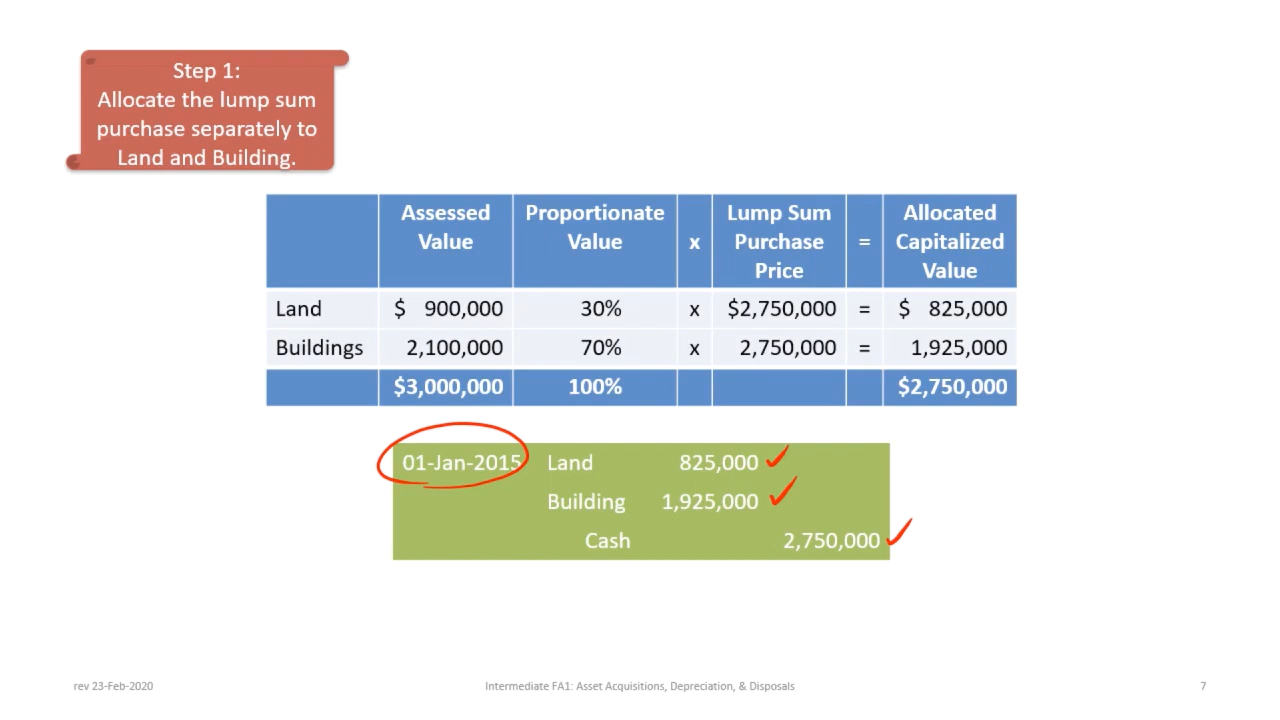 Step 1:
Allocate the lump sum
purchase separately to
Land and Building.
Assessed Value Proportionate Value x Lump Sum Purchase Price = Allocated Capitalized Value
Land $ 900,000 30% x $2,750,000 = $ 825,000
Buildings 2,100,000 70% x 2,750,000 = 1,925,000
$3,000,000 100% $2,750,000
01-Jan-2015 Land 825,000
Building 1,925,000
Cash 2,750,000
rev 23-Feb-2020 Intermediate FA1: Asset Acquisitions, Depreciation, & Disposals 7